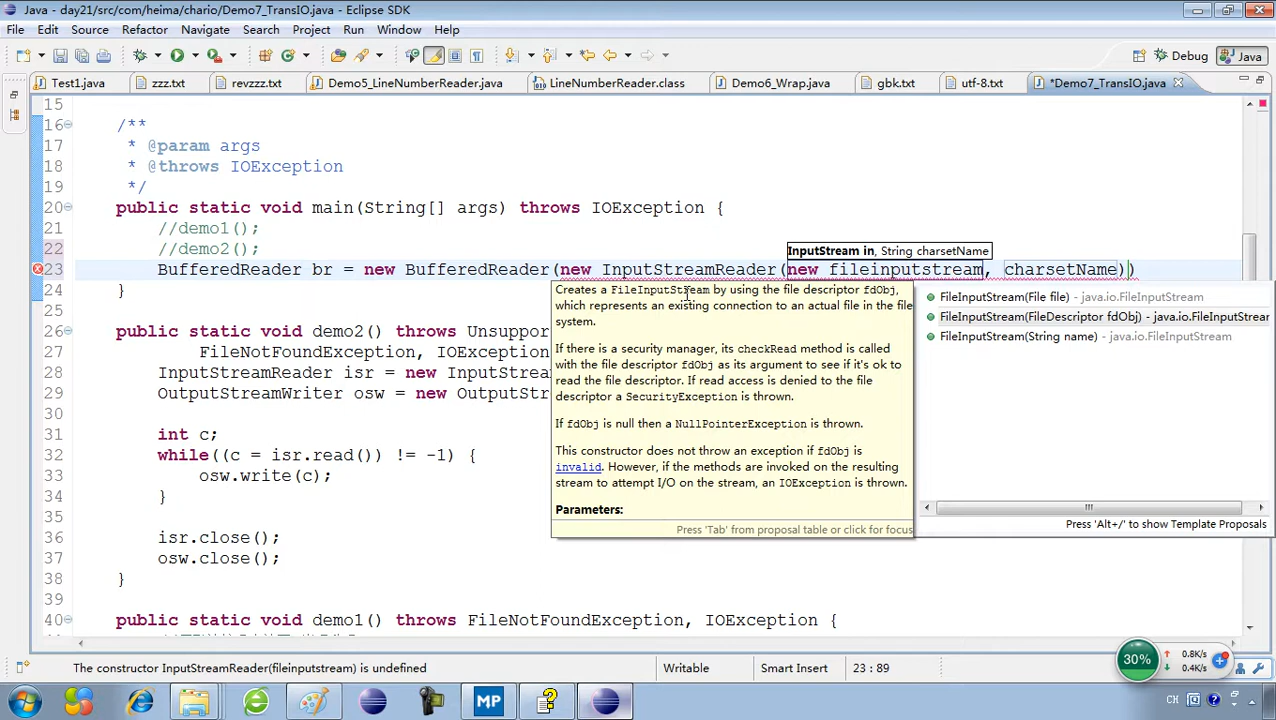 Java - day21/src/com/heima/chario/Demo7_TransIO.java - Eclipse SDK
File Edit Source Refactor Navigate Search Project Run Window Help
Debug Java
Test1.java zzz.txt revzzz.txt Demo5_LineNumberReader.java LineNumberReader.class Demo6_Wrap.java gbk.txt utf-8.txt *Demo7_TransIO.java
15
16 /**
17 * @param args
18 * @throws IOException
19 */
20 public static void main(String[] args) throws IOException {
21 //demo1();
22 //demo2();
InputStream in, String charsetName
23 BufferedReader br = new BufferedReader(new InputStreamReader(new fileinputstream, charsetName))
24 }
25
26 public static void demo2() throws Unsuppor
27 FileNotFoundException, IOException
28 InputStreamReader isr = new InputStream
29 OutputStreamWriter osw = new OutputStr
30
31 int c;
32 while((c = isr.read()) != -1) {
33 osw.write(c);
34 }
35
36 isr.close();
37 osw.close();
38 }
39
40 public static void demo1() throws FileNotFoundException, IOException {
Creates a FileInputStream by using the file descriptor fdObj,
which represents an existing connection to an actual file in the file
system.
If there is a security manager, its checkRead method is called
with the file descriptor fdObj as its argument to see if it's ok to
read the file descriptor. If read access is denied to the file
descriptor a SecurityException is thrown.
If fdObj is null then a NullPointerException is thrown.
This constructor does not throw an exception if fdObj is
invalid. However, if the methods are invoked on the resulting
stream to attempt I/O on the stream, an IOException is thrown.
Parameters:
Press 'Tab' from proposal table or click for focus
FileInputStream(File file) - java.io.FileInputStream
FileInputStream(FileDescriptor fdObj) - java.io.FileInputStrear
FileInputStream(String name) - java.io.FileInputStream
Press 'Alt+/' to show Template Proposals
The constructor InputStreamReader(fileinputstream) is undefined Writable Smart Insert 23 : 89
30% 0.8K/s
0.4K/s
MP CH